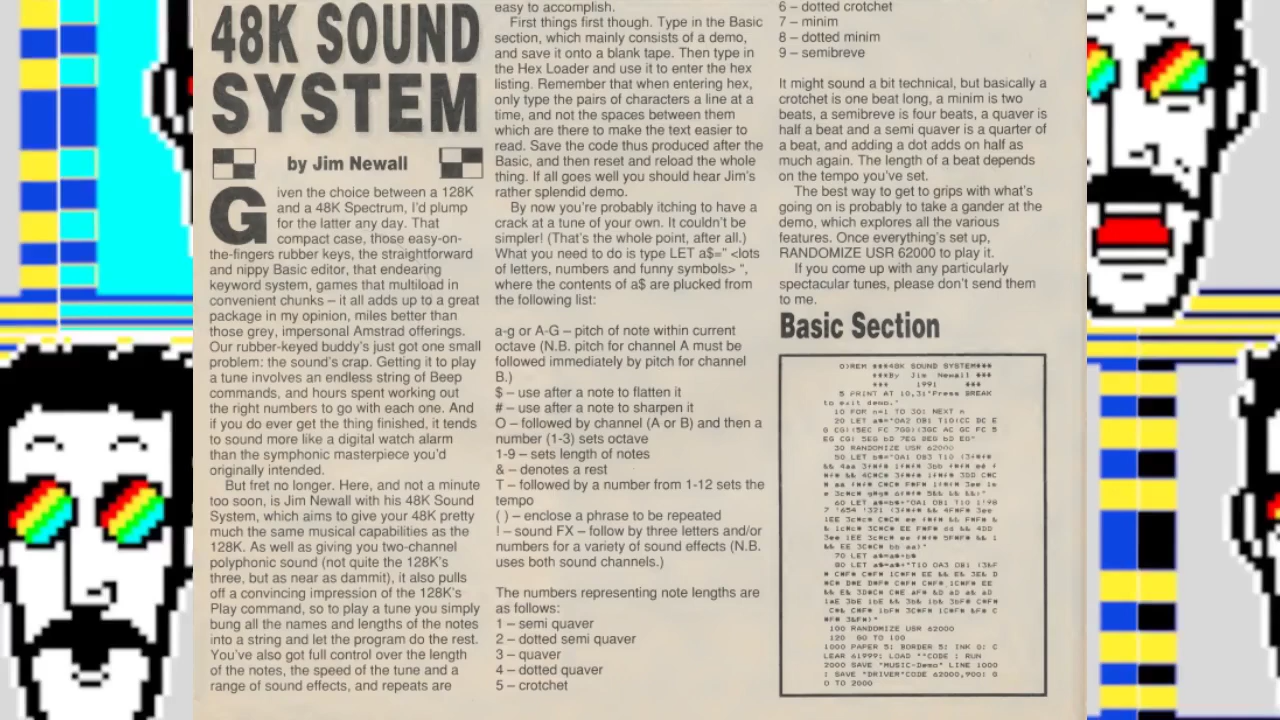 48K SOUND
SYSTEM
by Jim Newall
Given the choice between a 128K
and a 48K Spectrum, I'd plump
for the latter any day. That
compact case, those easy-on-
the-fingers rubber keys, the straightforward
and nippy Basic editor, that endearing
keyword system, games that multiload in
convenient chunks – it all adds up to a great
package in my opinion, miles better than
those grey, impersonal Amstrad offerings.
Our rubber-keyed buddy's just got one small
problem: the sound's crap. Getting it to play
a tune involves an endless string of Beep
commands, and hours spent working out
the right numbers to go with each one. And
if you do ever get the thing finished, it tends
to sound more like a digital watch alarm
than the symphonic masterpiece you'd
originally intended.
But fret no longer. Here, and not a minute
too soon, is Jim Newall with his 48K Sound
System, which aims to give your 48K pretty
much the same musical capabilities as the
128K. As well as giving you two-channel
polyphonic sound (not quite the 128K's
three, but as near as dammit), it also pulls
off a convincing impression of the 128K's
Play command, so to play a tune you simply
bung all the names and lengths of the notes
into a string and let the program do the rest.
You've also got full control over the length
of the notes, the speed of the tune and a
range of sound effects, and repeats are
easy to accomplish.
First things first though. Type in the Basic
section, which mainly consists of a demo,
and save it onto a blank tape. Then type in
the Hex Loader and use it to enter the hex
listing. Remember that when entering hex,
only type the pairs of characters a line at a
time, and not the spaces between them
which are there to make the text easier to
read. Save the code thus produced after the
Basic, and then reset and reload the whole
thing. If all goes well you should hear Jim's
rather splendid demo.
By now you're probably itching to have a
crack at a tune of your own. It couldn't be
simpler! (That's the whole point, after all.)
What you need to do is type LET a$=" <lots
of letters, numbers and funny symbols> ",
where the contents of a$ are plucked from
the following list:
a-g or A-G – pitch of note within current
octave (N.B. pitch for channel A must be
followed immediately by pitch for channel
B.)
$ – use after a note to flatten it
# – use after a note to sharpen it
O – followed by channel (A or B) and then a
number (1-3) sets octave
1-9 – sets length of notes
& – denotes a rest
T – followed by a number from 1-12 sets the
tempo
( ) – enclose a phrase to be repeated
! – sound FX – follow by three letters and/or
numbers for a variety of sound effects (N.B.
uses both sound channels.)
The numbers representing note lengths are
as follows:
1 – semi quaver
2 – dotted semi quaver
3 – quaver
4 – dotted quaver
5 – crotchet
6 – dotted crotchet
7 – minim
8 – dotted minim
9 – semibreve
It might sound a bit technical, but basically a
crotchet is one beat long, a minim is two
beats, a semibreve is four beats, a quaver is
half a beat and a semi quaver is a quarter of
a beat, and adding a dot adds on half as
much again. The length of a beat depends
on the tempo you've set.
The best way to get to grips with what's
going on is probably to take a gander at the
demo, which explores all the various
features. Once everything's set up,
RANDOMIZE USR 62000 to play it.
If you come up with any particularly
spectacular tunes, please don't send them
to me.
Basic Section
0>REM ***48K SOUND SYSTEM***
***By Jim Newall ***
*** 1991 ***
5 PRINT AT 10,3;"Press BREAK
to exit demo."
10 FOR n=1 TO 30: NEXT n
30 RANDOMIZE USR 62000
70 LET a$=a$+b$
100 RANDOMIZE USR 62000
120 GO TO 100
1000 PAPER 5: BORDER 5: INK 0: C
LEAR 61999: LOAD ""CODE : RUN
2000 SAVE "MUSIC-Demo" LINE 1000
: SAVE "DRIVER"CODE 62000,900: G
O TO 2000